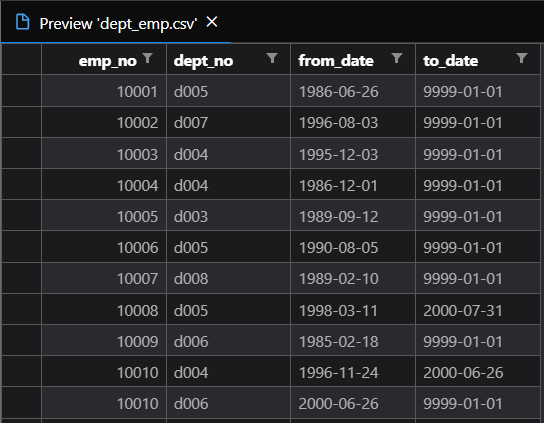 Preview 'dept_emp.csv'
emp_no dept_no from_date to_date
10001 d005 1986-06-26 9999-01-01
10002 d007 1996-08-03 9999-01-01
10003 d004 1995-12-03 9999-01-01
10004 d004 1986-12-01 9999-01-01
10005 d003 1989-09-12 9999-01-01
10006 d005 1990-08-05 9999-01-01
10007 d008 1989-02-10 9999-01-01
10008 d005 1998-03-11 2000-07-31
10009 d006 1985-02-18 9999-01-01
10010 d004 1996-11-24 2000-06-26
10010 d006 2000-06-26 9999-01-01